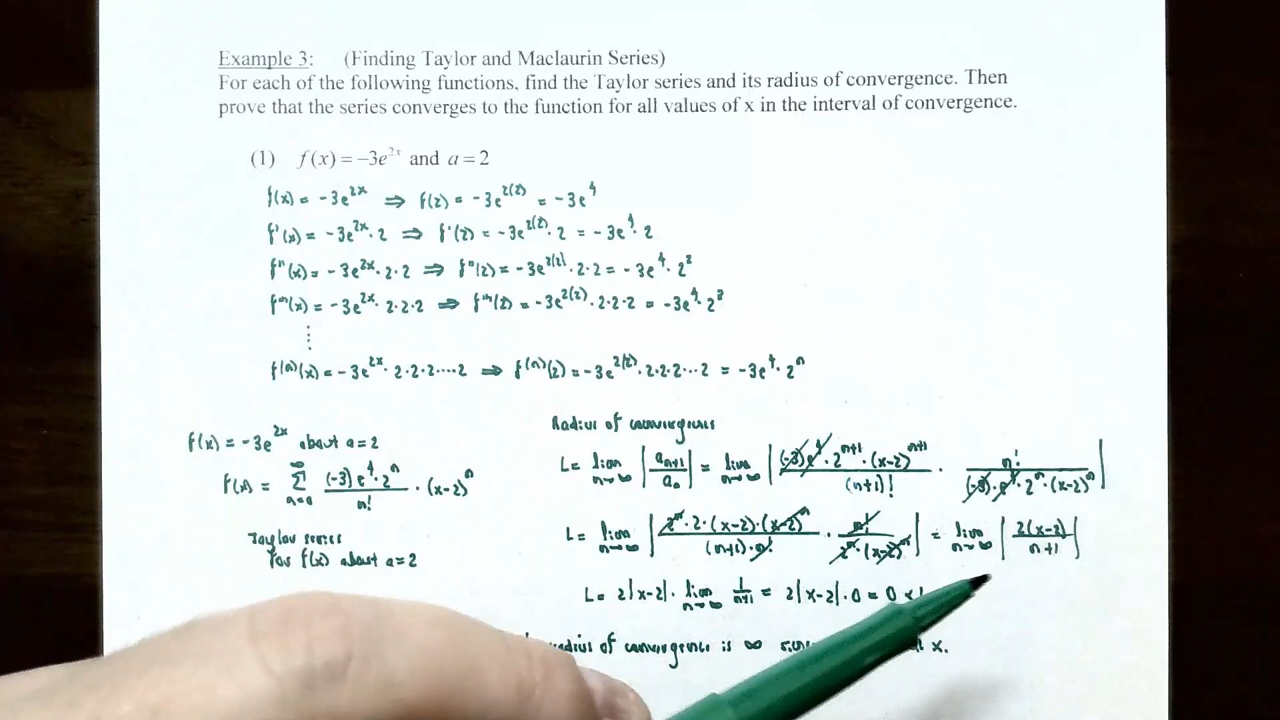 Example 3: (Finding Taylor and Maclaurin Series)
For each of the following functions, find the Taylor series and its radius of convergence. Then
prove that the series converges to the function for all values of x in the interval of convergence.
(1) f(x) = -3e^{2x} and a = 2
f(x) = -3e^{2x} ⇒ f(2) = -3e^{2(2)} = -3e^4
f'(x) = -3e^{2x}·2 ⇒ f'(2) = -3e^{2(2)}·2 = -3e^4·2
f''(x) = -3e^{2x}·2·2 ⇒ f''(2) = -3e^{2(2)}·2·2 = -3e^4·2^2
f'''(x) = -3e^{2x}·2·2·2 ⇒ f'''(2) = -3e^{2(2)}·2·2·2 = -3e^4·2^3
⋮
f^{(n)}(x) = -3e^{2x}·2·2·2····2 ⇒ f^{(n)}(2) = -3e^{2(2)}·2·2·2···2 = -3e^4·2^n
f(x) = -3e^{2x} about a=2
f(x) = ∑_{n=0}^{∞} \frac{(-3)e^4·2^n}{n!}·(x-2)^n
Taylor series
for f(x) about a=2
Radius of convergence
L = lim_{n→∞} |\frac{a_{n+1}}{a_n}| = lim_{n→∞} |\frac{(-3)e^4·2^{n+1}·(x-2)^{n+1}}{(n+1)!} · \frac{n!}{(-3)·e^4·2^n·(x-2)^n}|
L = lim_{n→∞} |\frac{2^n·2·(x-2)·(x-2)^n}{(n+1)·n!} · \frac{n!}{2^n·(x-2)^n}| = lim_{n→∞} |\frac{2(x-2)}{n+1}|
L = 2|x-2|· lim_{n→∞} \frac{1}{n+1} = 2|x-2|·0 = 0 <
radius of convergence is ∞ x.